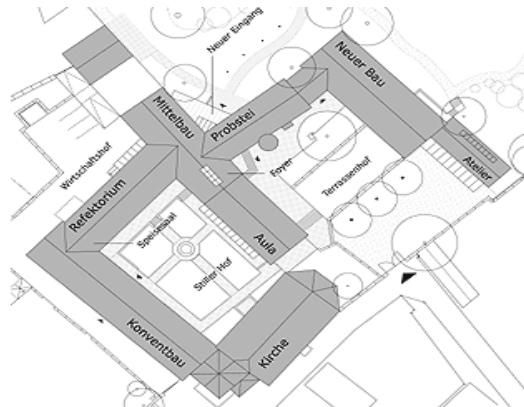 Neuer Eingang
Neuer Bau
Mittelbau
Probstei
Wirtschaftshof
Foyer
Terrassenhof
Atelier
Refektorium
Speisesaal
Aula
Stiller Hof
Konventbau
Kirche